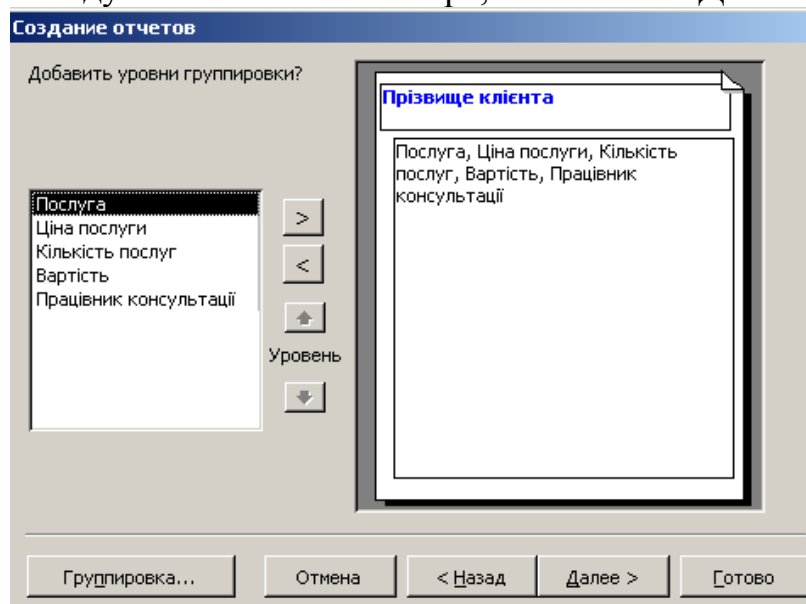 Создание отчетов
Добавить уровни группировки?
Прізвище клієнта
Послуга, Ціна послуги, Кількість
послуг, Вартість, Працівник
консультації
Послуга
Ціна послуги
Кількість послуг
Вартість
Працівник консультації
>
<
Уровень
Группировка...
Отмена
< Назад
Далее >
Готово